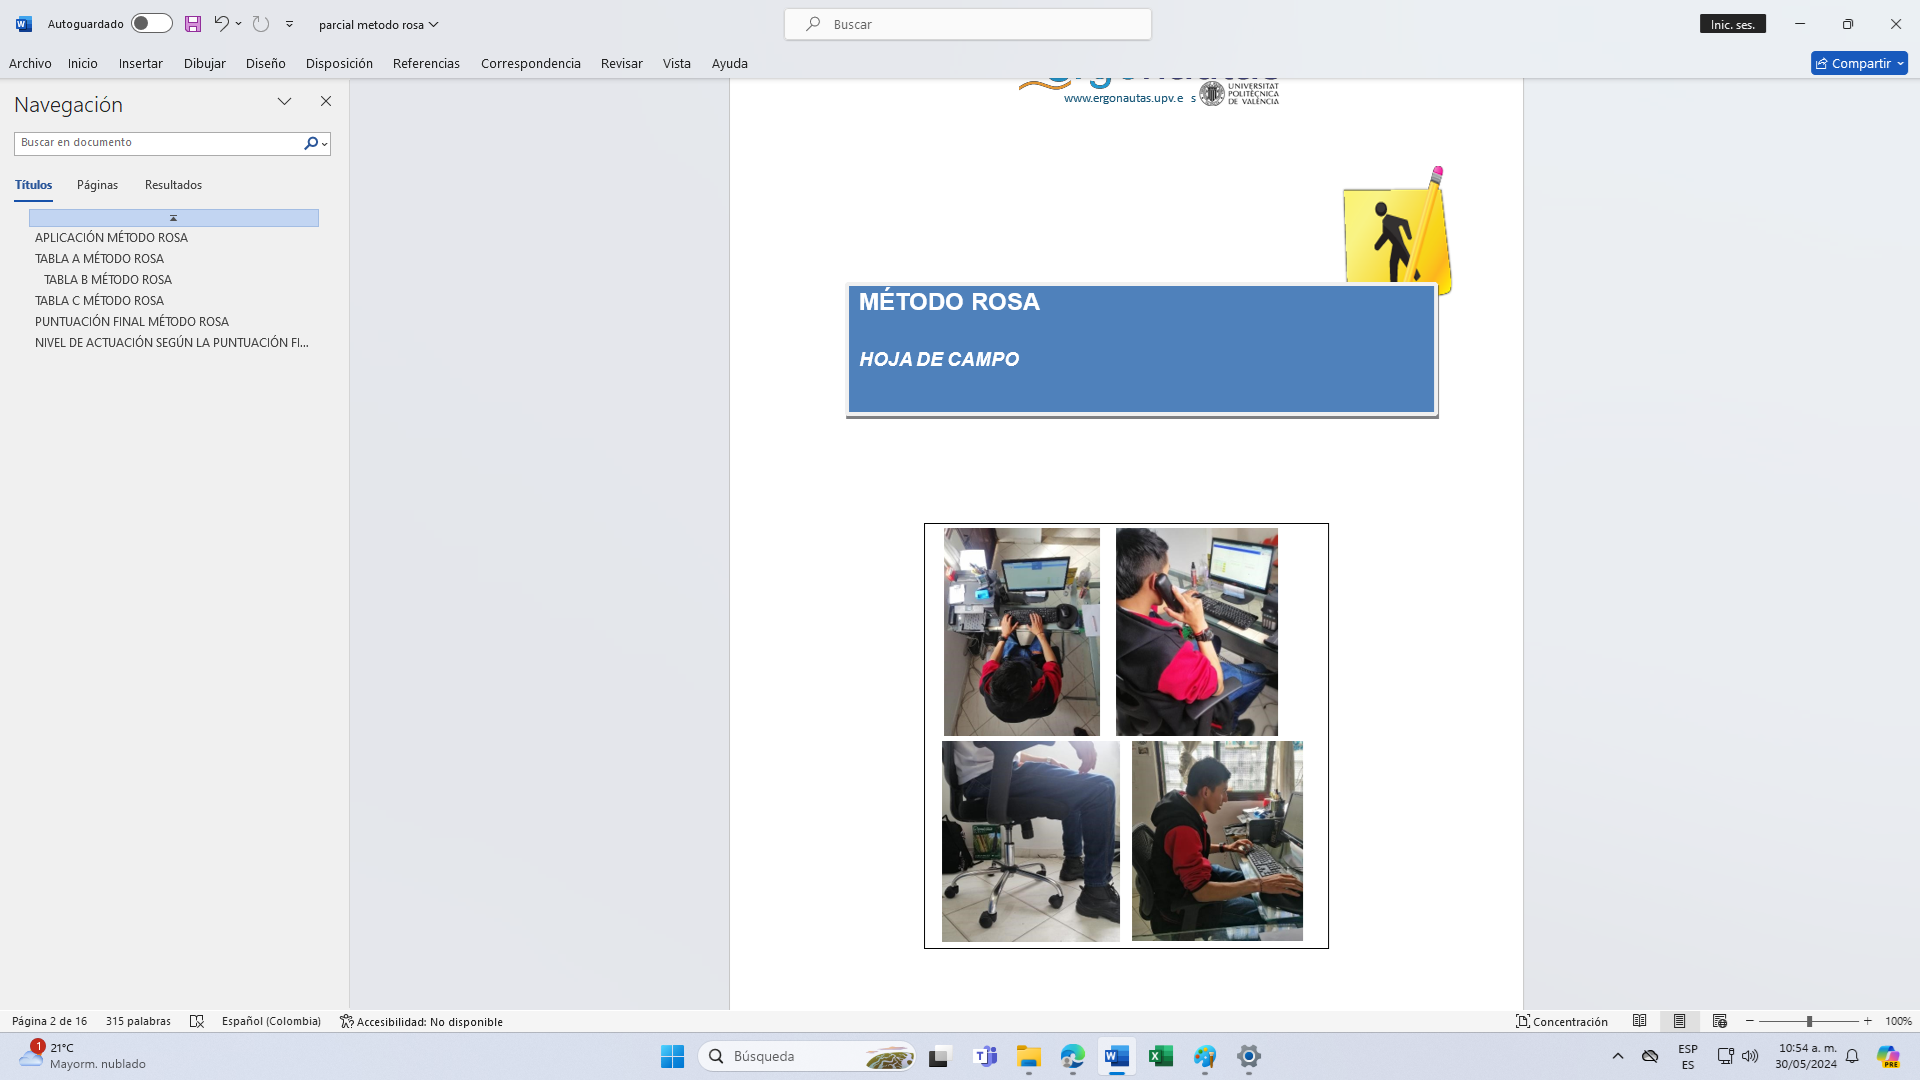 Autoguardado
parcial metodo rosa
Buscar
Inic. ses.
Archivo Inicio Insertar Dibujar Diseño Disposición Referencias Correspondencia Revisar Vista Ayuda
Compartir
Navegación
Buscar en documento
Títulos Páginas Resultados
APLICACIÓN MÉTODO ROSA
TABLA A MÉTODO ROSA
TABLA B MÉTODO ROSA
TABLA C MÉTODO ROSA
PUNTUACIÓN FINAL MÉTODO ROSA
NIVEL DE ACTUACIÓN SEGÚN LA PUNTUACIÓN FI...
www.ergonautas.upv.e s
UNIVERSITAT
POLITÈCNICA
DE VALÈNCIA
MÉTODO ROSA
HOJA DE CAMPO
Página 2 de 16 315 palabras Español (Colombia) Accesibilidad: No disponible
Concentración
100%
1
21°C
Mayorm. nublado
Búsqueda
ESP
ES
10:54 a. m.
30/05/2024
PRE